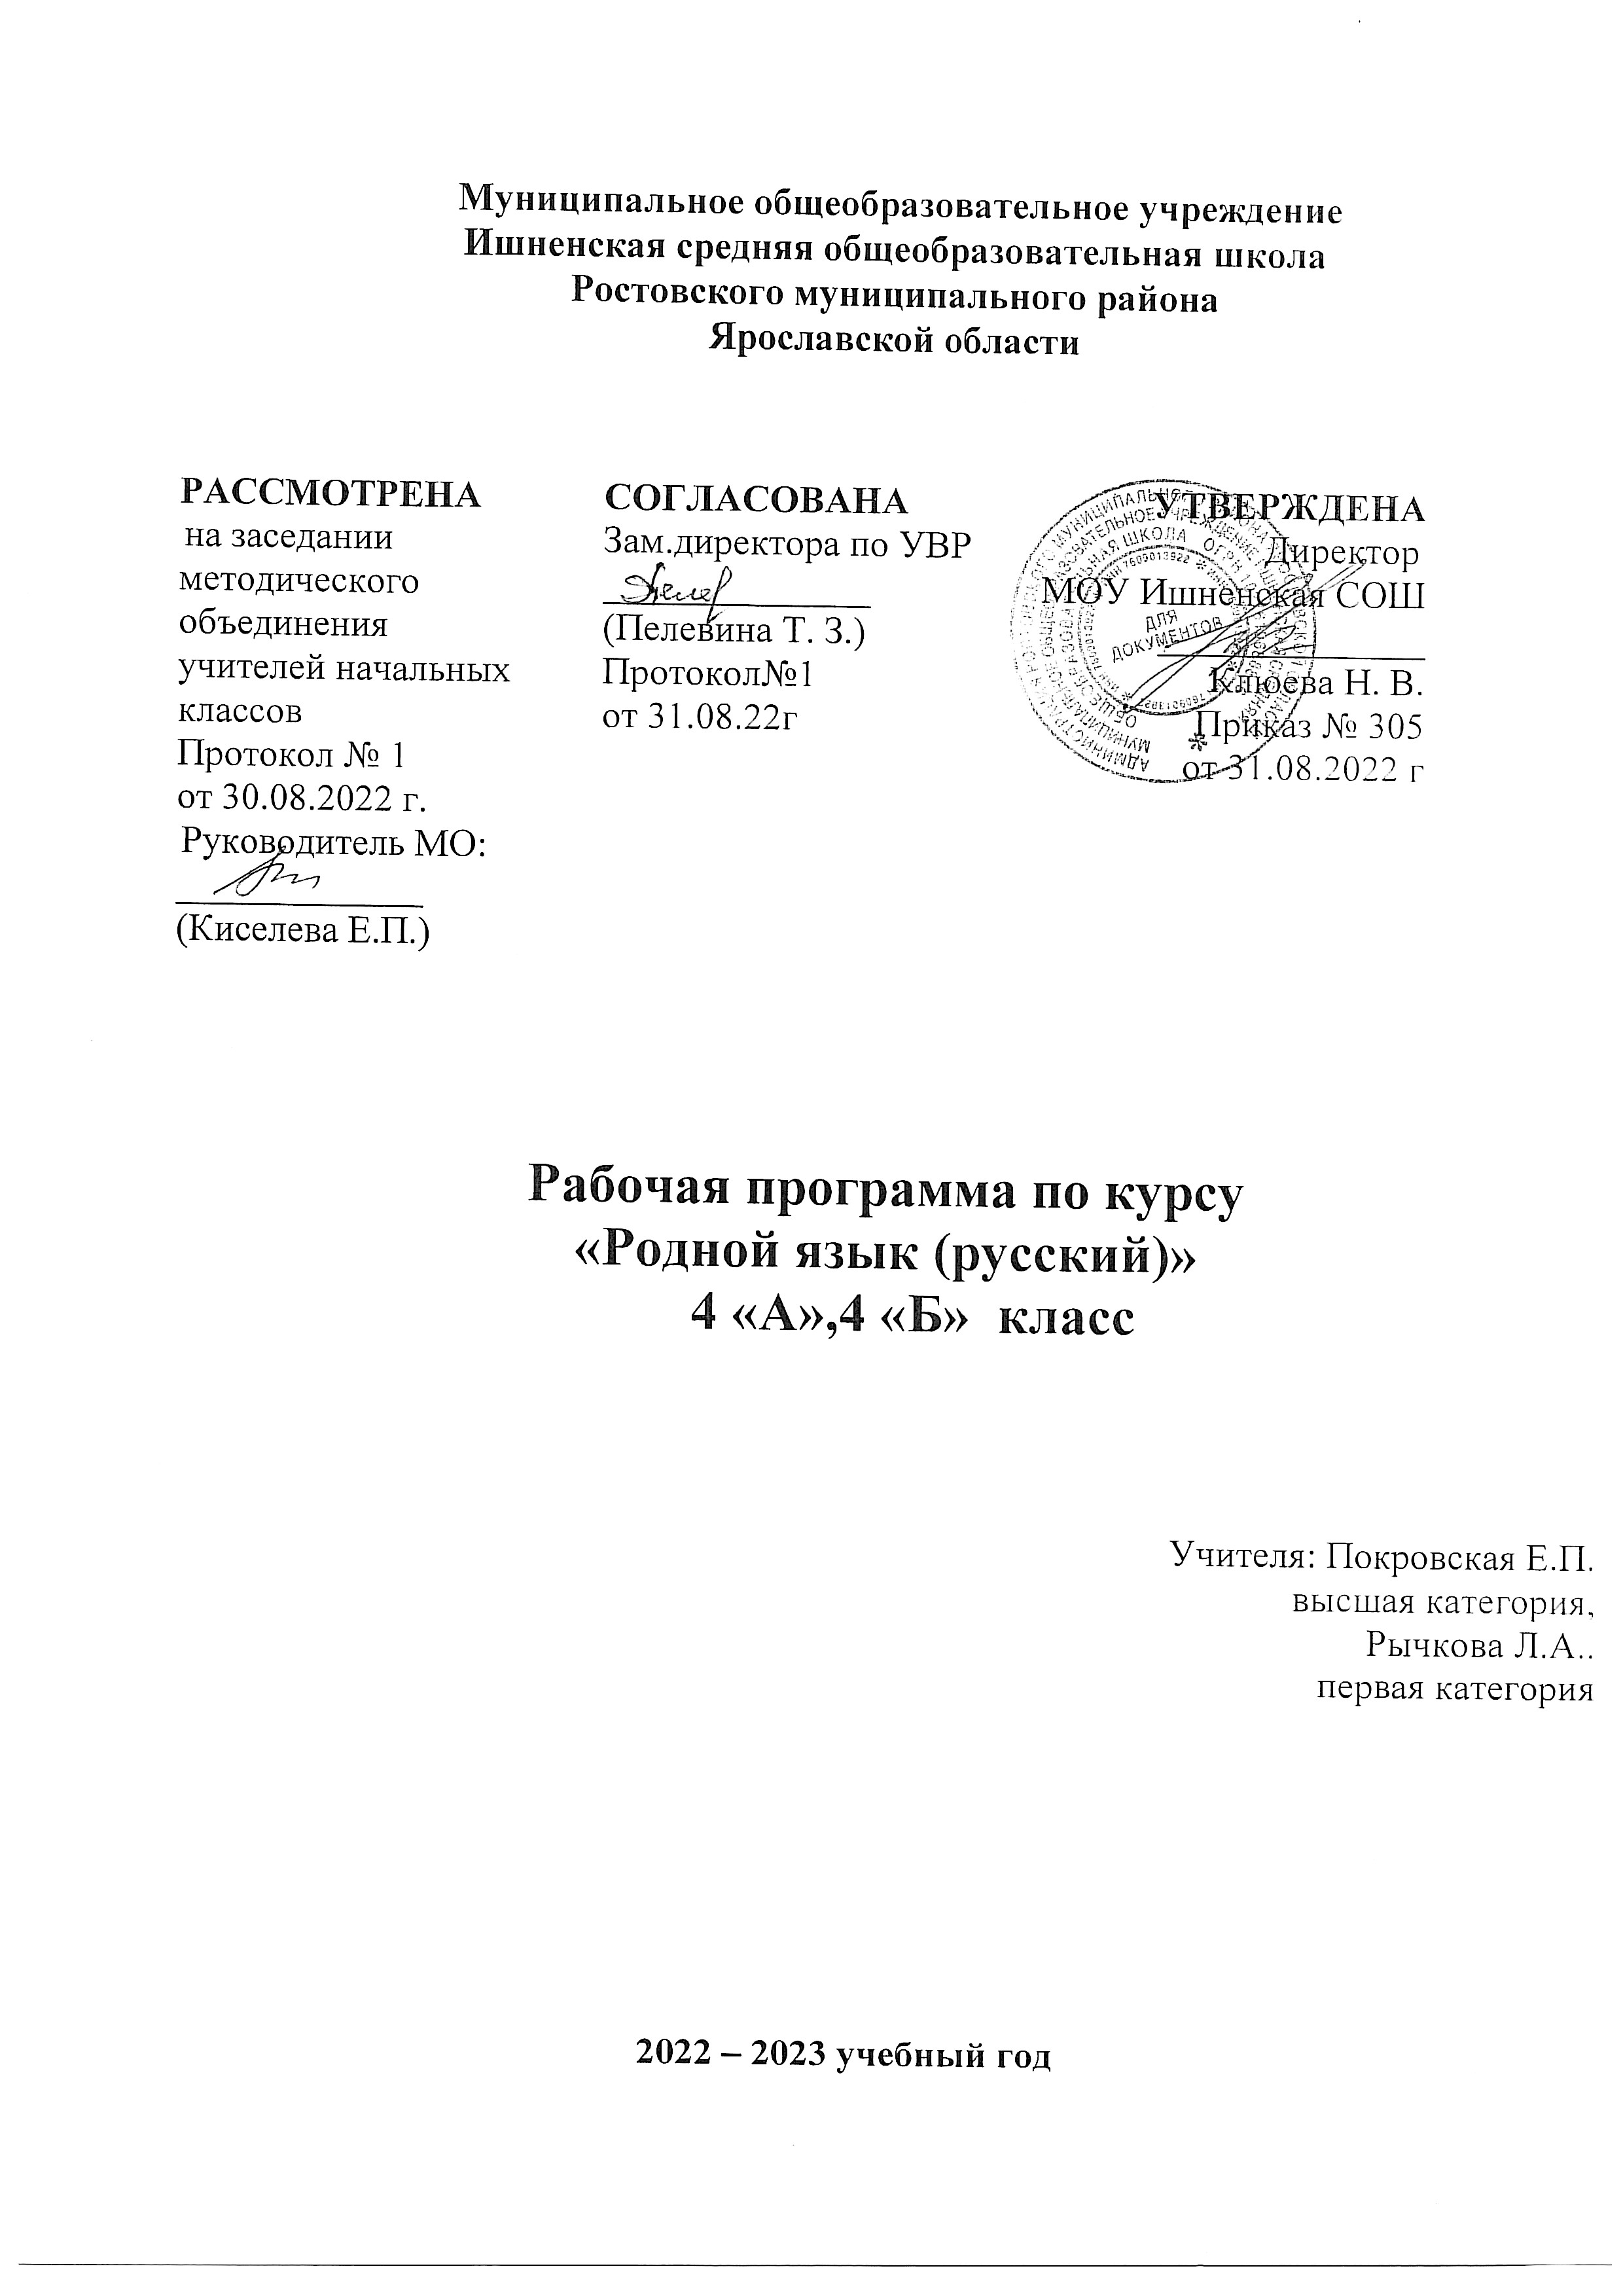 Муниципальное общеобразовательное учреждение
Ишненская средняя общеобразовательная школа
Ростовского муниципального района
Ярославской области
РАССМОТРЕНА
на заседании
методического
объединения
учителей начальных
классов
Протокол № 1
от 30.08.2022 г.
Руководитель МО:
(Киселева Е.П.)
СОГЛАСОВАНА
Зам.директора по УВР
(Пелевина Т. З.)
Протокол№1
от 31.08.22г
УТВЕРЖДЕНА
Директор
МОУ Ишненская СОШ
Клюева Н. В.
Приказ № 305
от 31.08.2022 г
ДЛЯ
ДОКУМЕНТОВ
Рабочая программа по курсу
«Родной язык (русский)»
4 «А»,4 «Б» класс
Учителя: Покровская Е.П.
высшая категория,
Рычкова Л.А..
первая категория
2022 – 2023 учебный год